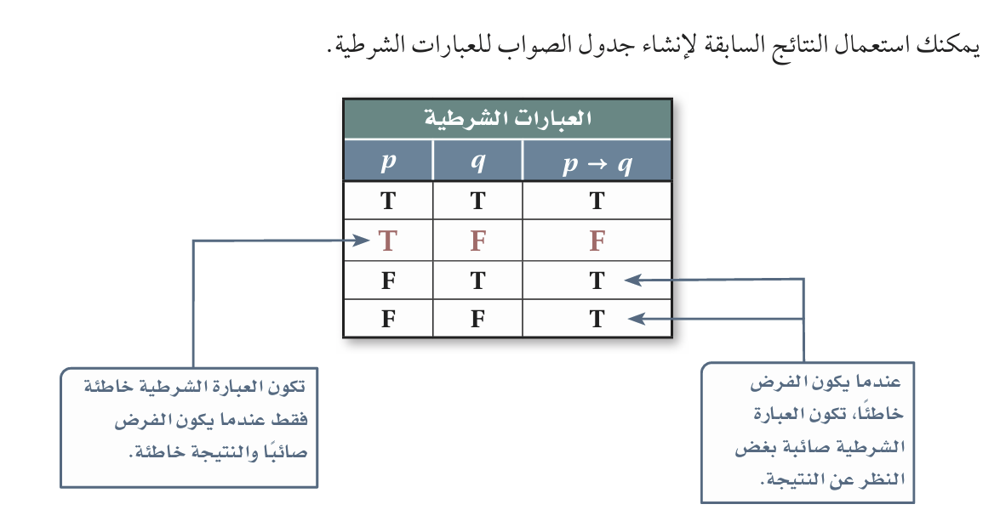 يمكنك استعمال النتائج السابقة لإنشاء جدول الصواب للعبارات الشرطية.
العبارات الشرطية
p q p → q
T T T
T F F
F T T
F F T
عندما يكون الفرض
خاطئًا، تكون العبارة
الشرطية صائبة بغض
النظر عن النتيجة.
تكون العبارة الشرطية خاطئة
فقط عندما يكون الفرض
صائبًا والنتيجة خاطئة.